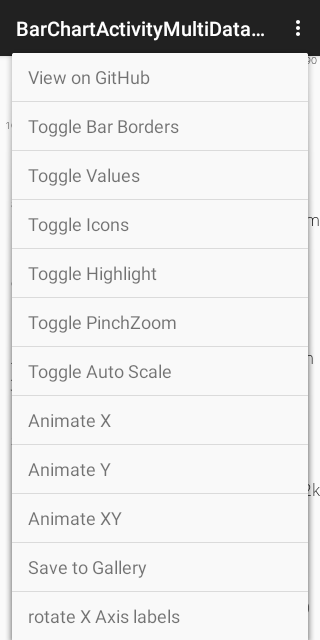 BarChartActivityMultiData...
View on GitHub
Toggle Bar Borders
Toggle Values
Toggle Icons
Toggle Highlight
Toggle PinchZoom
Toggle Auto Scale
Animate X
Animate Y
Animate XY
Save to Gallery
rotate X Axis labels